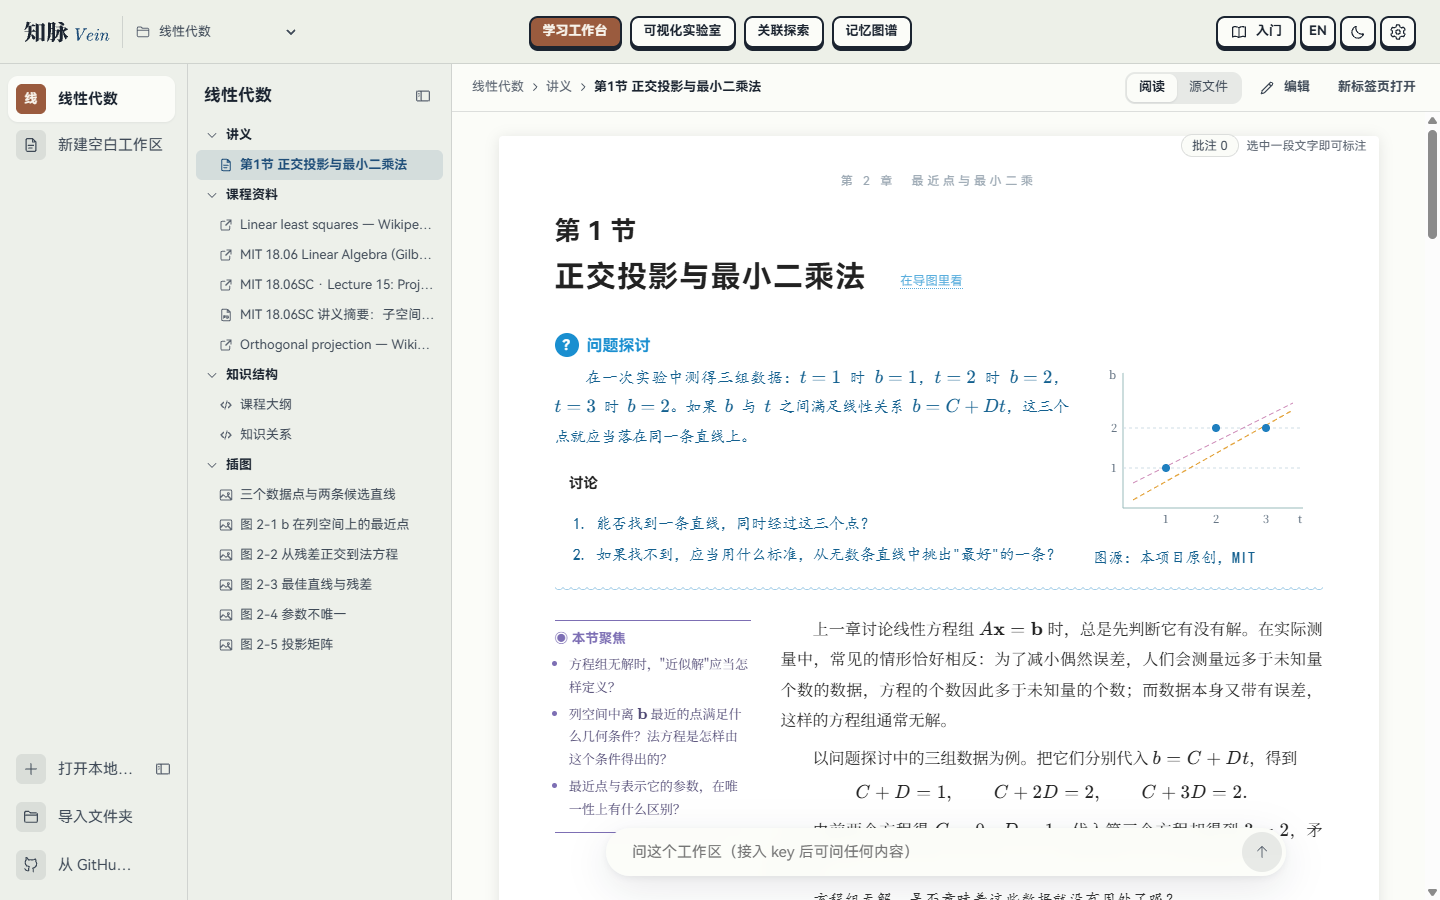 知脉 Vein
线性代数
学习工作台
可视化实验室
关联探索
记忆图谱
入门
EN
线 线性代数
新建空白工作区
打开本地...
导入文件夹
从 GitHu...
线性代数
讲义
第1节 正交投影与最小二乘法
课程资料
Linear least squares — Wikipe...
MIT 18.06 Linear Algebra (Gilb...
MIT 18.06SC · Lecture 15: Proj...
MIT 18.06SC 讲义摘要：子空间...
Orthogonal projection — Wiki...
知识结构
课程大纲
知识关系
插图
三个数据点与两条候选直线
图 2-1 b 在列空间上的最近点
图 2-2 从残差正交到法方程
图 2-3 最佳直线与残差
图 2-4 参数不唯一
图 2-5 投影矩阵
线性代数 > 讲义 > 第1节 正交投影与最小二乘法
阅读
源文件
编辑
新标签页打开
批注 0
选中一段文字即可标注
第 2 章 最近点与最小二乘
第 1 节
正交投影与最小二乘法
在导图里看
? 问题探讨
在一次实验中测得三组数据：t = 1 时 b = 1，t = 2 时 b = 2，
t = 3 时 b = 2。如果 b 与 t 之间满足线性关系 b = C + Dt，这三个
点就应当落在同一条直线上。
讨论
1. 能否找到一条直线，同时经过这三个点？
2. 如果找不到，应当用什么标准，从无数条直线中挑出"最好"的一条？
b
2
1
1 2 3 t
图源：本项目原创，MIT
本节聚焦
方程组无解时，"近似解"应当怎
样定义？
列空间中离 b 最近的点满足什
么几何条件？法方程是怎样由
这个条件得出的？
最近点与表示它的参数，在唯
一性上有什么区别？
上一章讨论线性方程组 Ax = b 时，总是先判断它有没有解。在实际测
量中，常见的情形恰好相反：为了减小偶然误差，人们会测量远多于未知量
个数的数据，方程的个数因此多于未知量的个数；而数据本身又带有误差，
这样的方程组通常无解。
以问题探讨中的三组数据为例。把它们分别代入 b = C + Dt，得到
C + D = 1, C + 2D = 2, C + 3D = 2.
问这个工作区（接入 key 后可问任何内容）